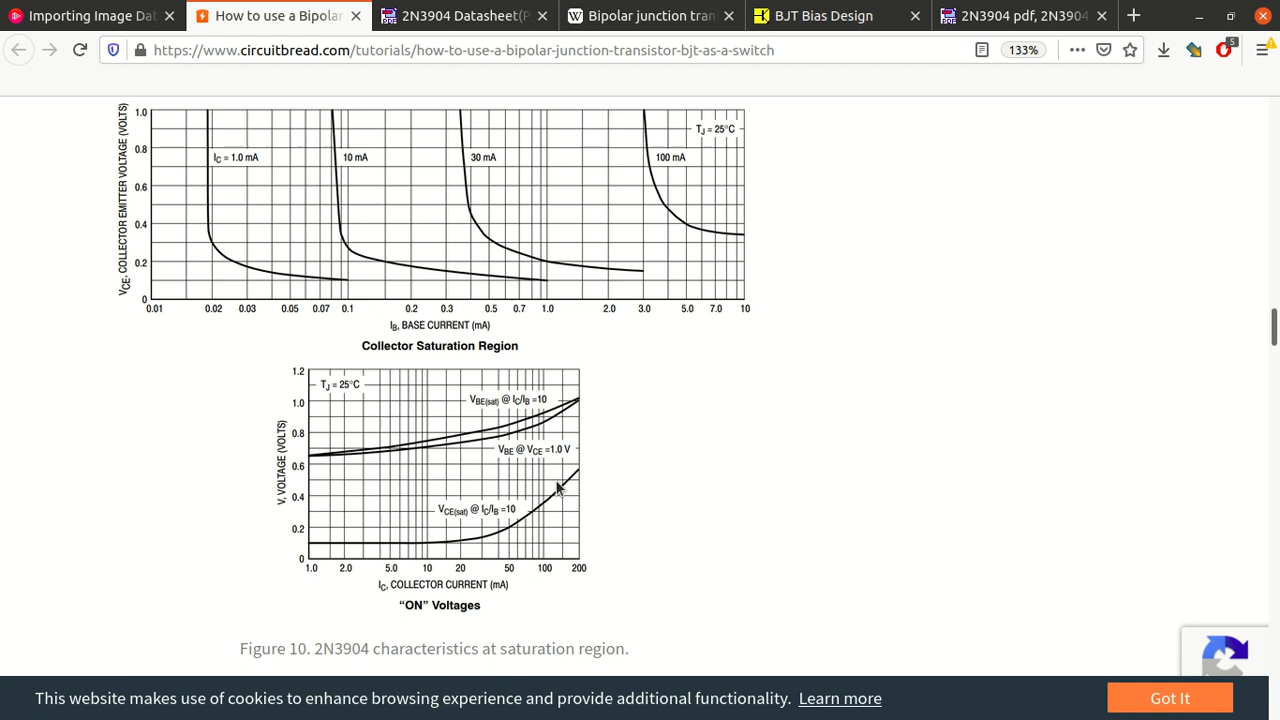 Importing Image Da
How to use a Bipola
2N3904 Datasheet(P
Bipolar junction tran
BJT Bias Design
2N3904 pdf, 2N3904
https://www.circuitbread.com/tutorials/how-to-use-a-bipolar-junction-transistor-bjt-as-a-switch
133%
5
VCE, COLLECTOR EMITTER VOLTAGE (VOLTS)
1.0
0.8
0.6
0.4
0.2
0
TJ = 25°C
IC = 1.0 mA
10 mA
30 mA
100 mA
0.01 0.02 0.03 0.05 0.07 0.1 0.2 0.3 0.5 0.7 1.0 2.0 3.0 5.0 7.0 10
IB, BASE CURRENT (mA)
Collector Saturation Region
V, VOLTAGE (VOLTS)
1.2
1.0
0.8
0.6
0.4
0.2
0
TJ = 25°C
VBE(sat) @ IC/IB =10
VBE @ VCE =1.0 V
VCE(sat) @ IC/IB =10
1.0 2.0 5.0 10 20 50 100 200
IC, COLLECTOR CURRENT (mA)
“ON” Voltages
Figure 10. 2N3904 characteristics at saturation region.
This website makes use of cookies to enhance browsing experience and provide additional functionality. Learn more
Got It